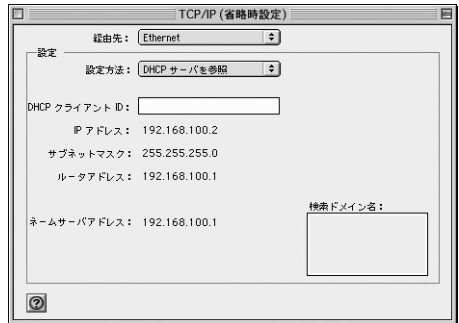 TCP/IP (省略時設定)
経由先： Ethernet
設定
設定方法： DHCP サーバを参照
DHCP クライアント ID：
IP アドレス： 192.168.100.2
サブネットマスク： 255.255.255.0
ルータアドレス： 192.168.100.1
検索ドメイン名：
ネームサーバアドレス： 192.168.100.1
?